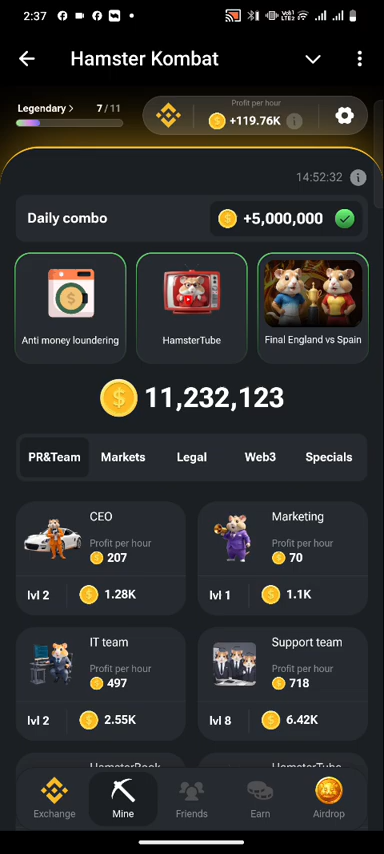 2:37
Hamster Kombat
Legendary > 7 / 11
Profit per hour
+119.76K
14:52:32
Daily combo
+5,000,000
Anti money loundering
HamsterTube
Final England vs Spain
11,232,123
PR&Team Markets Legal Web3 Specials
CEO
Profit per hour
207
lvl 2 1.28K
Marketing
Profit per hour
70
lvl 1 1.1K
IT team
Profit per hour
497
lvl 2 2.55K
Support team
Profit per hour
718
lvl 8 6.42K
HamsterBook HamsterTube
Exchange Mine Friends Earn Airdrop